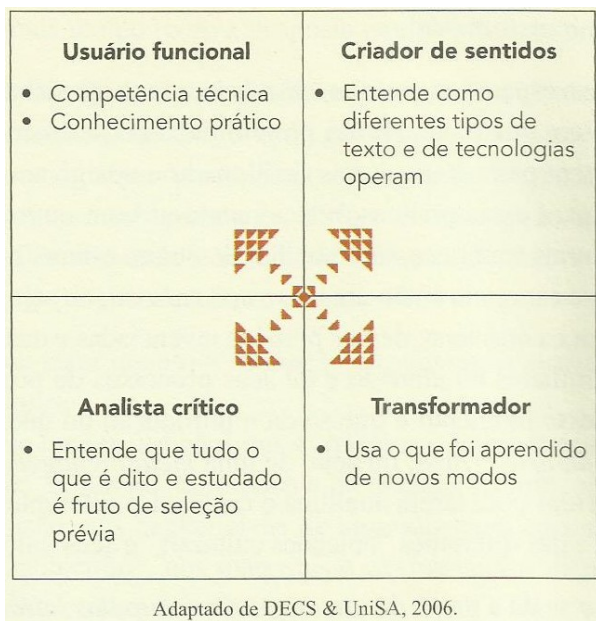 Usuário funcional
• Competência técnica
• Conhecimento prático
Criador de sentidos
• Entende como
diferentes tipos de
texto e de tecnologias
operam
Analista crítico
• Entende que tudo o
que é dito e estudado
é fruto de seleção
prévia
Transformador
• Usa o que foi aprendido
de novos modos
Adaptado de DECS & UniSA, 2006.